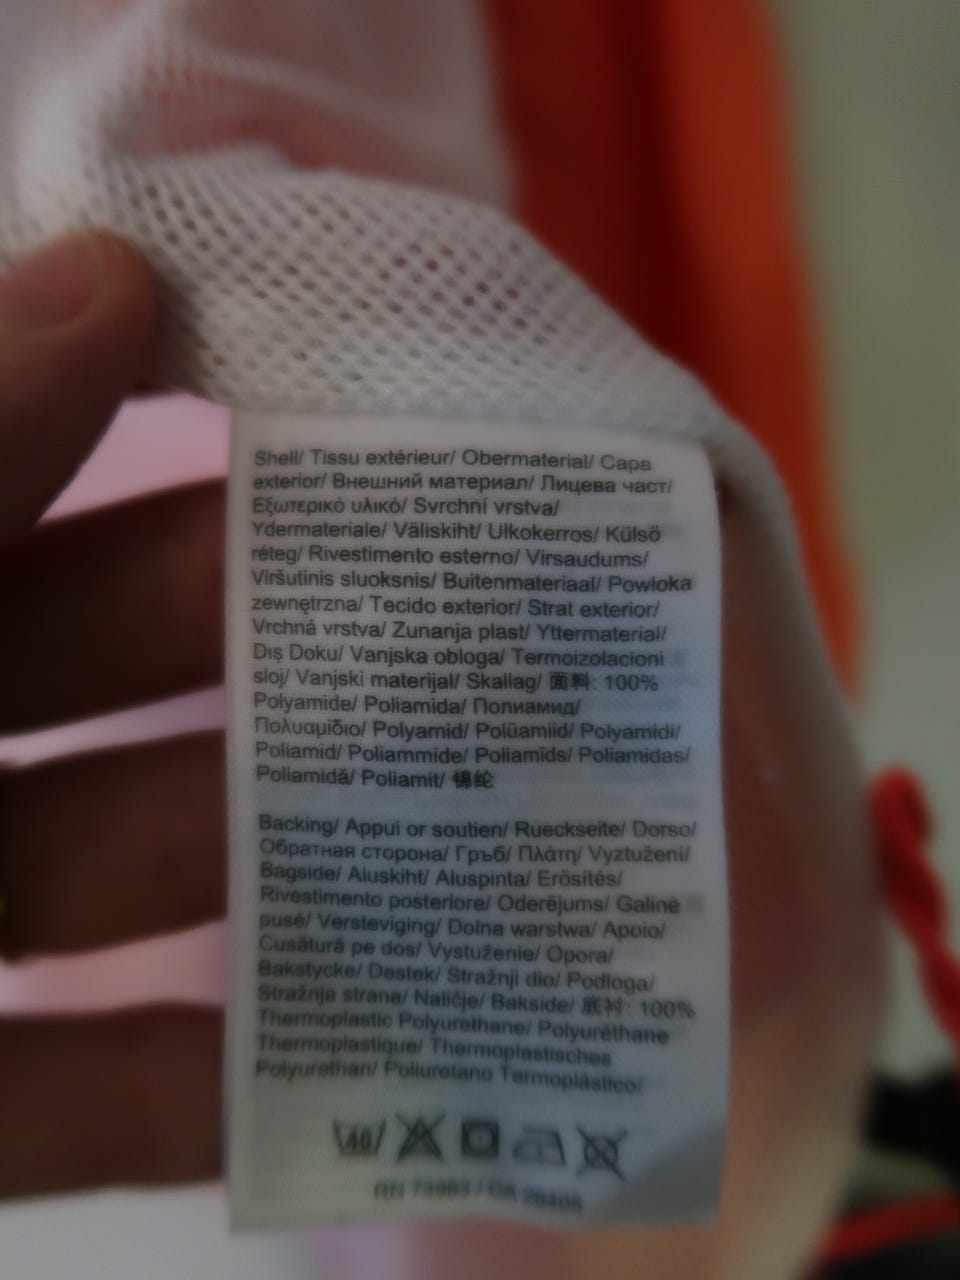 Shell/ Tissu extérieur/ Obermaterial/ Capa
exterior/ Внешний материал/ Лицева част/
Εξωτερικό υλικό/ Svrchní vrstva/
Ydermateriale/ Väliskiht/ Ulkokerros/ Külső
réteg/ Rivestimento esterno/ Virsaudums/
Viršutinis sluoksnis/ Buitenmateriaal/ Powłoka
zewnętrzna/ Tecido exterior/ Strat exterior/
Vrchná vrstva/ Zunanja plast/ Yttermaterial/
Dış Doku/ Vanjska obloga/ Termoizolacioni
sloj/ Vanjski materijal/ Skallag/ 面料: 100%
Polyamide/ Poliamida/ Полиамид/
Πολυαμίδιο/ Polyamid/ Polüamiid/ Polyamidi/
Poliamid/ Poliammide/ Poliamīds/ Poliamidas/
Poliamidă/ Poliamit/ 锦纶
Backing/ Appui or soutien/ Rueckseite/ Dorso/
Обратная сторона/ Гръб/ Πλάτη/ Vyztužení/
Bagside/ Aluskiht/ Aluspinta/ Erősítés/
Rivestimento posteriore/ Oderējums/ Galinė
pusė/ Versteviging/ Dolna warstwa/ Apoio/
Cusătură pe dos/ Vystuženie/ Opora/
Bakstycke/ Destek/ Stražnji dio/ Podloga/
Stražnja strana/ Naličje/ Bakside/ 底衬: 100%
Thermoplastic Polyurethane/ Polyuréthane
Thermoplastique/ Thermoplastisches
Polyurethan/ Poliuretano Termoplástico/
40
RN 73983 / CA